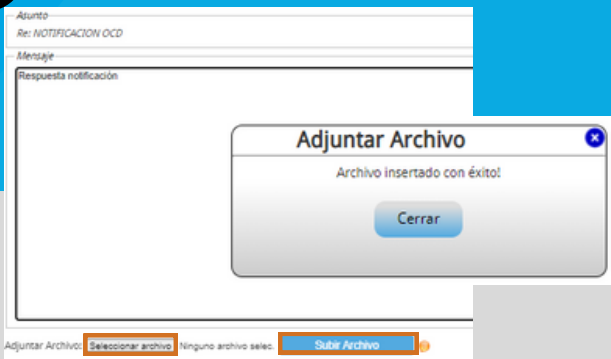 Asunto
Re: NOTIFICACION OCD
Mensaje
Respuesta notificación
Adjuntar Archivo
Archivo insertado con éxito!
Cerrar
Adjuntar Archivo: Seleccionar archivo Ninguno archivo selec. Subir Archivo